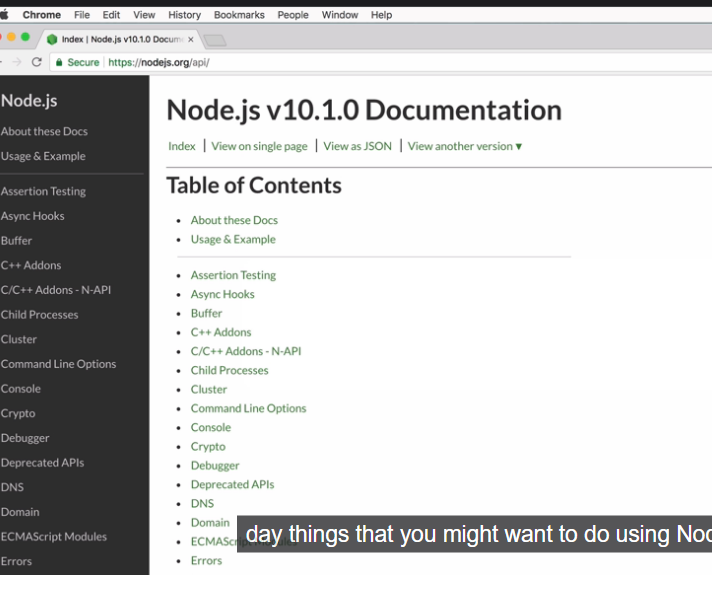 Chrome File Edit View History Bookmarks People Window Help
Index | Node.js v10.1.0 Docum
Secure https://nodejs.org/api/
Node.js
About these Docs
Usage & Example
Assertion Testing
Async Hooks
Buffer
C++ Addons
C/C++ Addons - N-API
Child Processes
Cluster
Command Line Options
Console
Crypto
Debugger
Deprecated APIs
DNS
Domain
ECMAScript Modules
Errors
Node.js v10.1.0 Documentation
Index | View on single page | View as JSON | View another version ▼
Table of Contents
About these Docs
Usage & Example
Assertion Testing
Async Hooks
Buffer
C++ Addons
C/C++ Addons - N-API
Child Processes
Cluster
Command Line Options
Console
Crypto
Debugger
Deprecated APIs
DNS
Domain
ECMAScr
Errors
day things that you might want to do using Nod